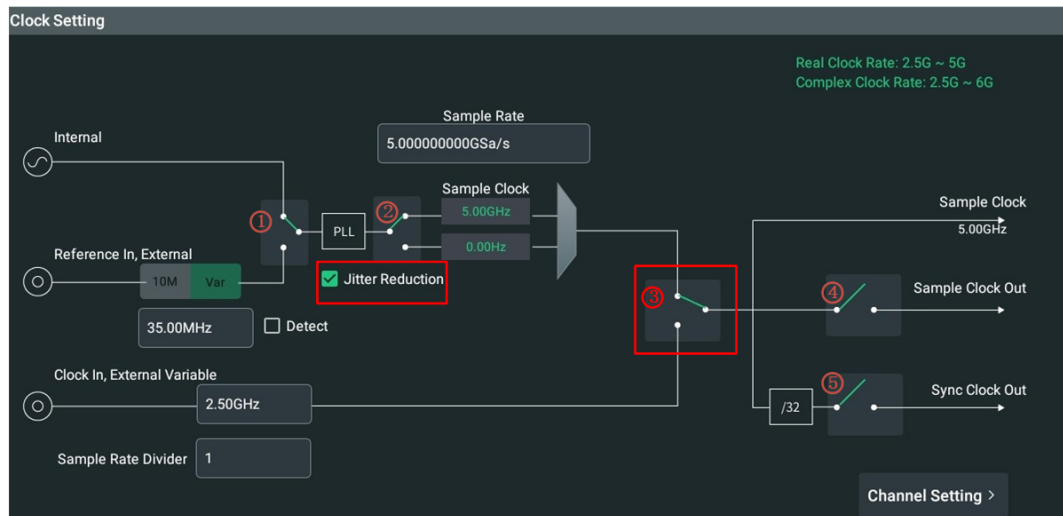 Clock Setting
Real Clock Rate: 2.5G ~ 5G
Complex Clock Rate: 2.5G ~ 6G
Sample Rate
5.000000000GSa/s
Internal
Sample Clock
5.00GHz
0.00Hz
①
PLL
②
Jitter Reduction
Reference In, External
10M
Var
35.00MHz
Detect
③
Sample Clock
5.00GHz
④
Sample Clock Out
⑤
Sync Clock Out
/32
Clock In, External Variable
2.50GHz
Sample Rate Divider
1
Channel Setting >